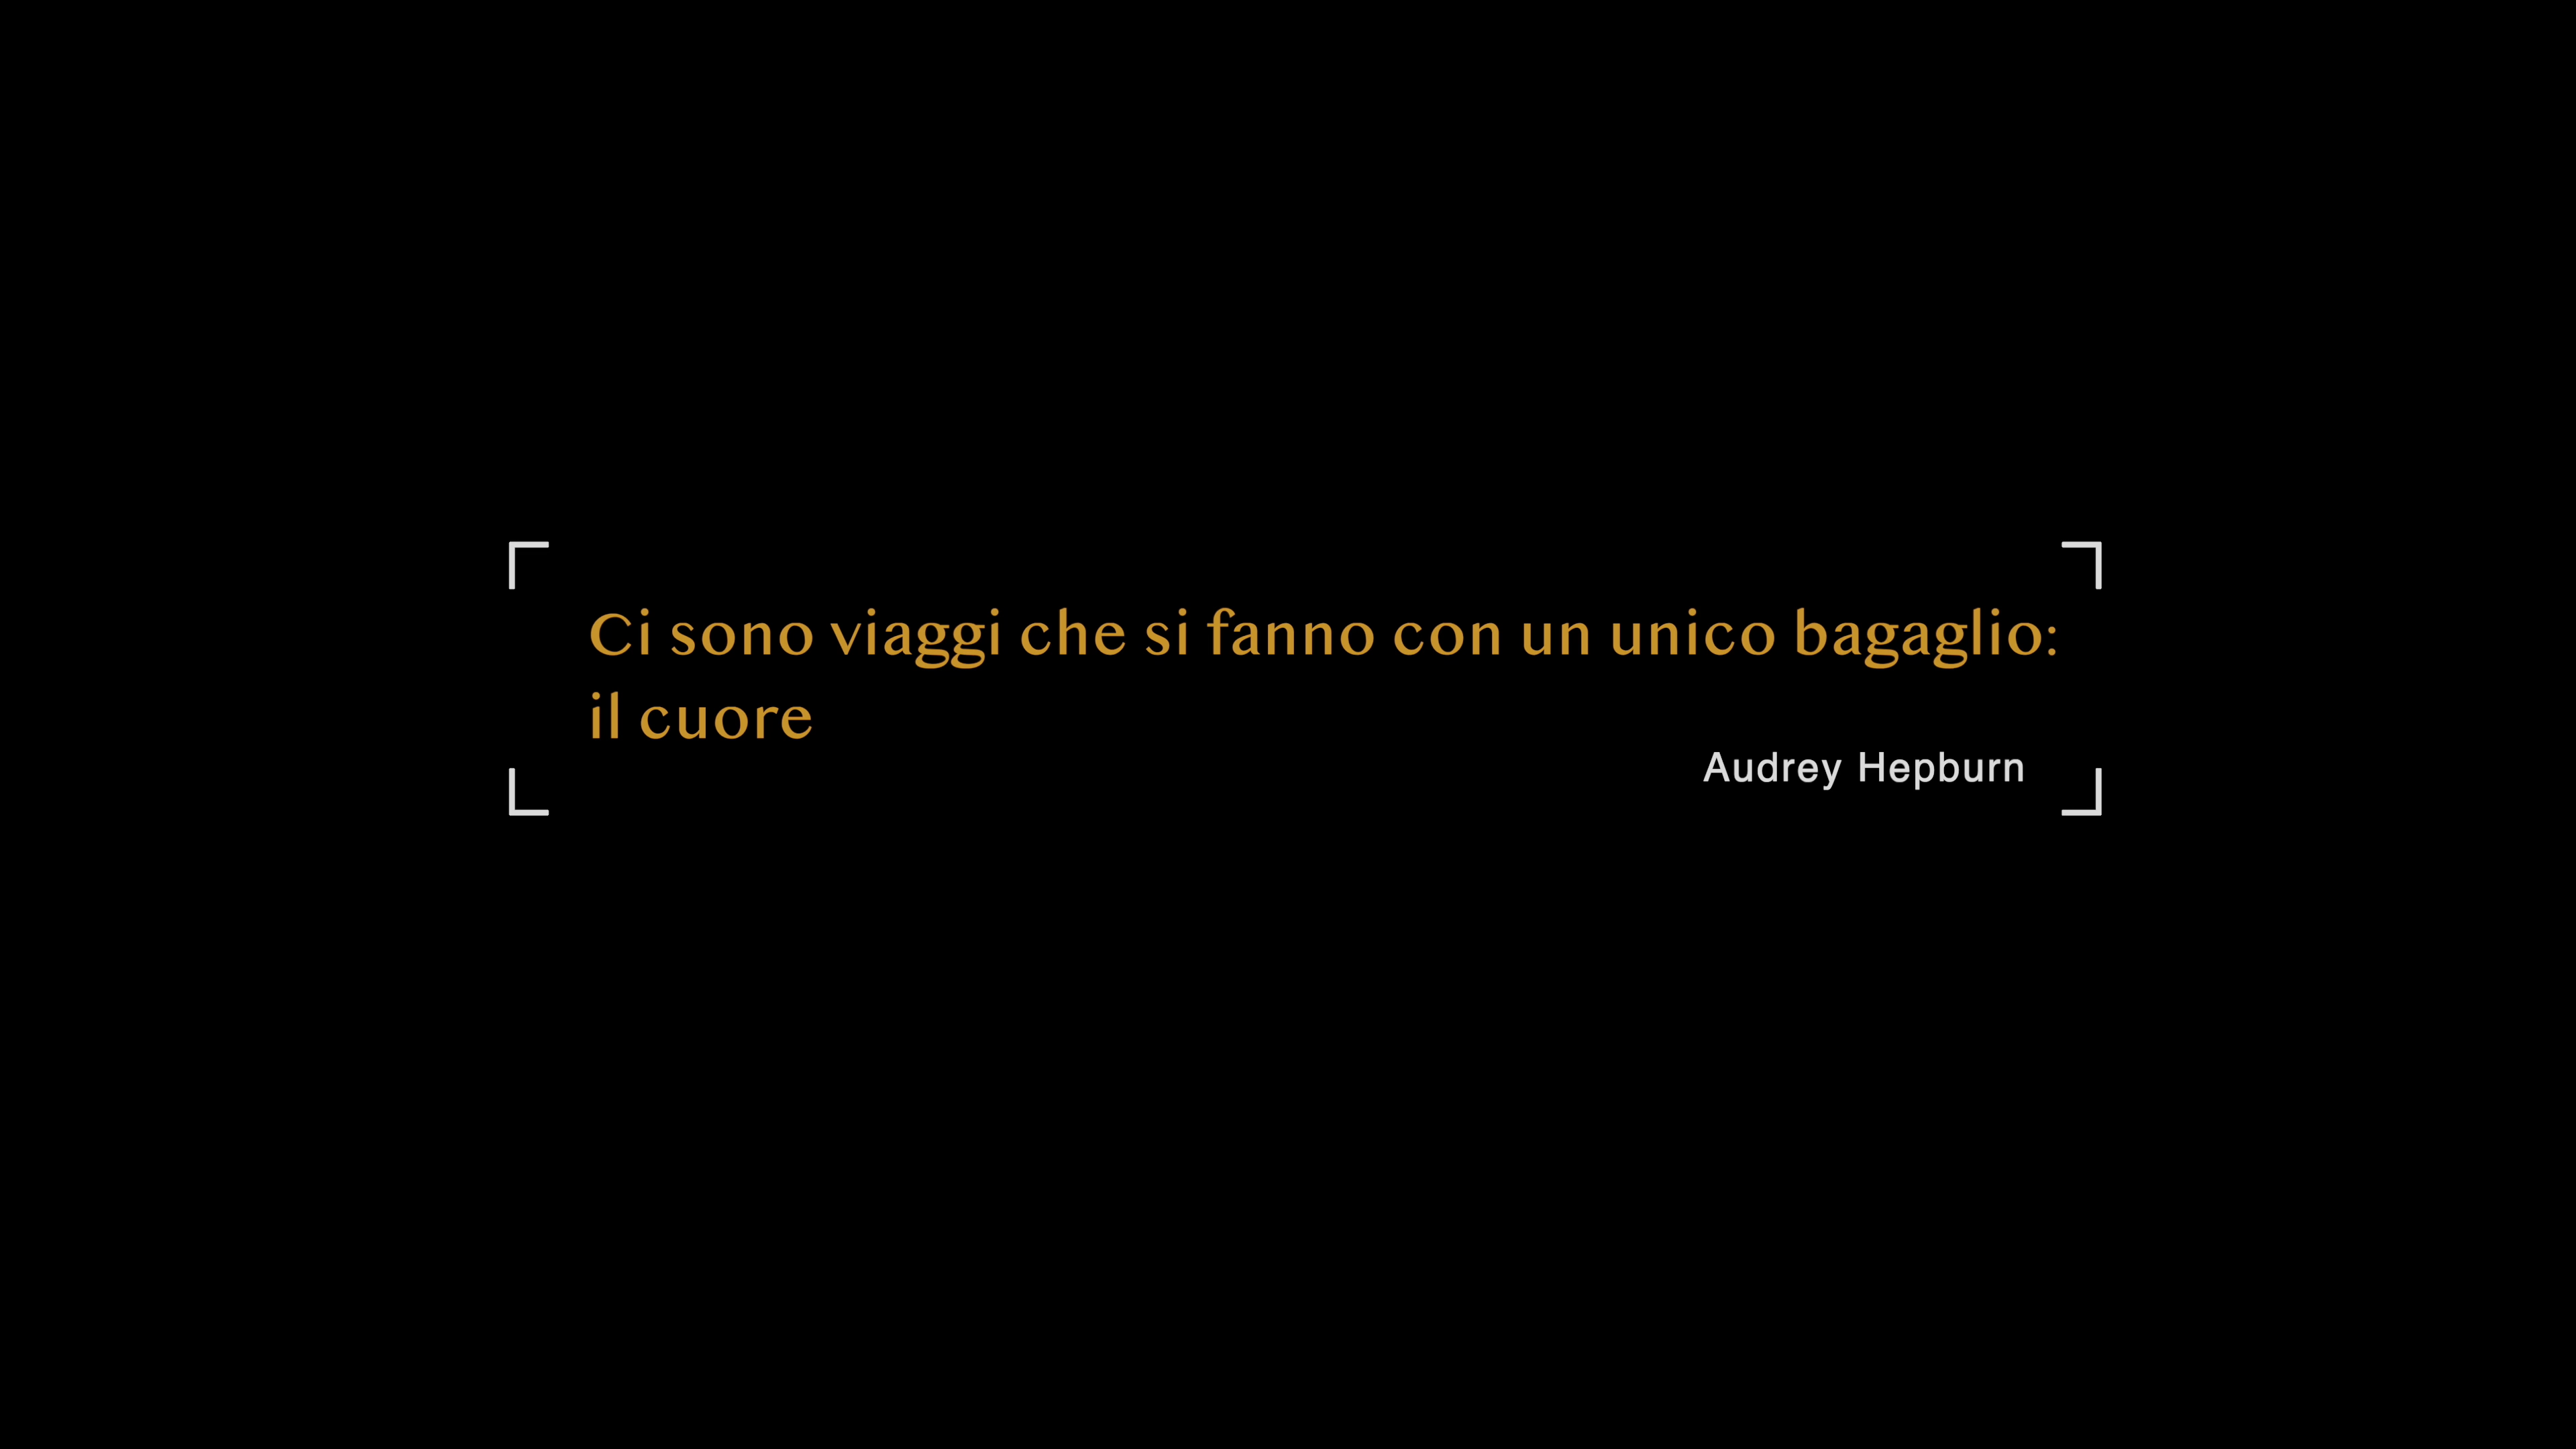 Ci sono viaggi che si fanno con un unico bagaglio:
il cuore
Audrey Hepburn